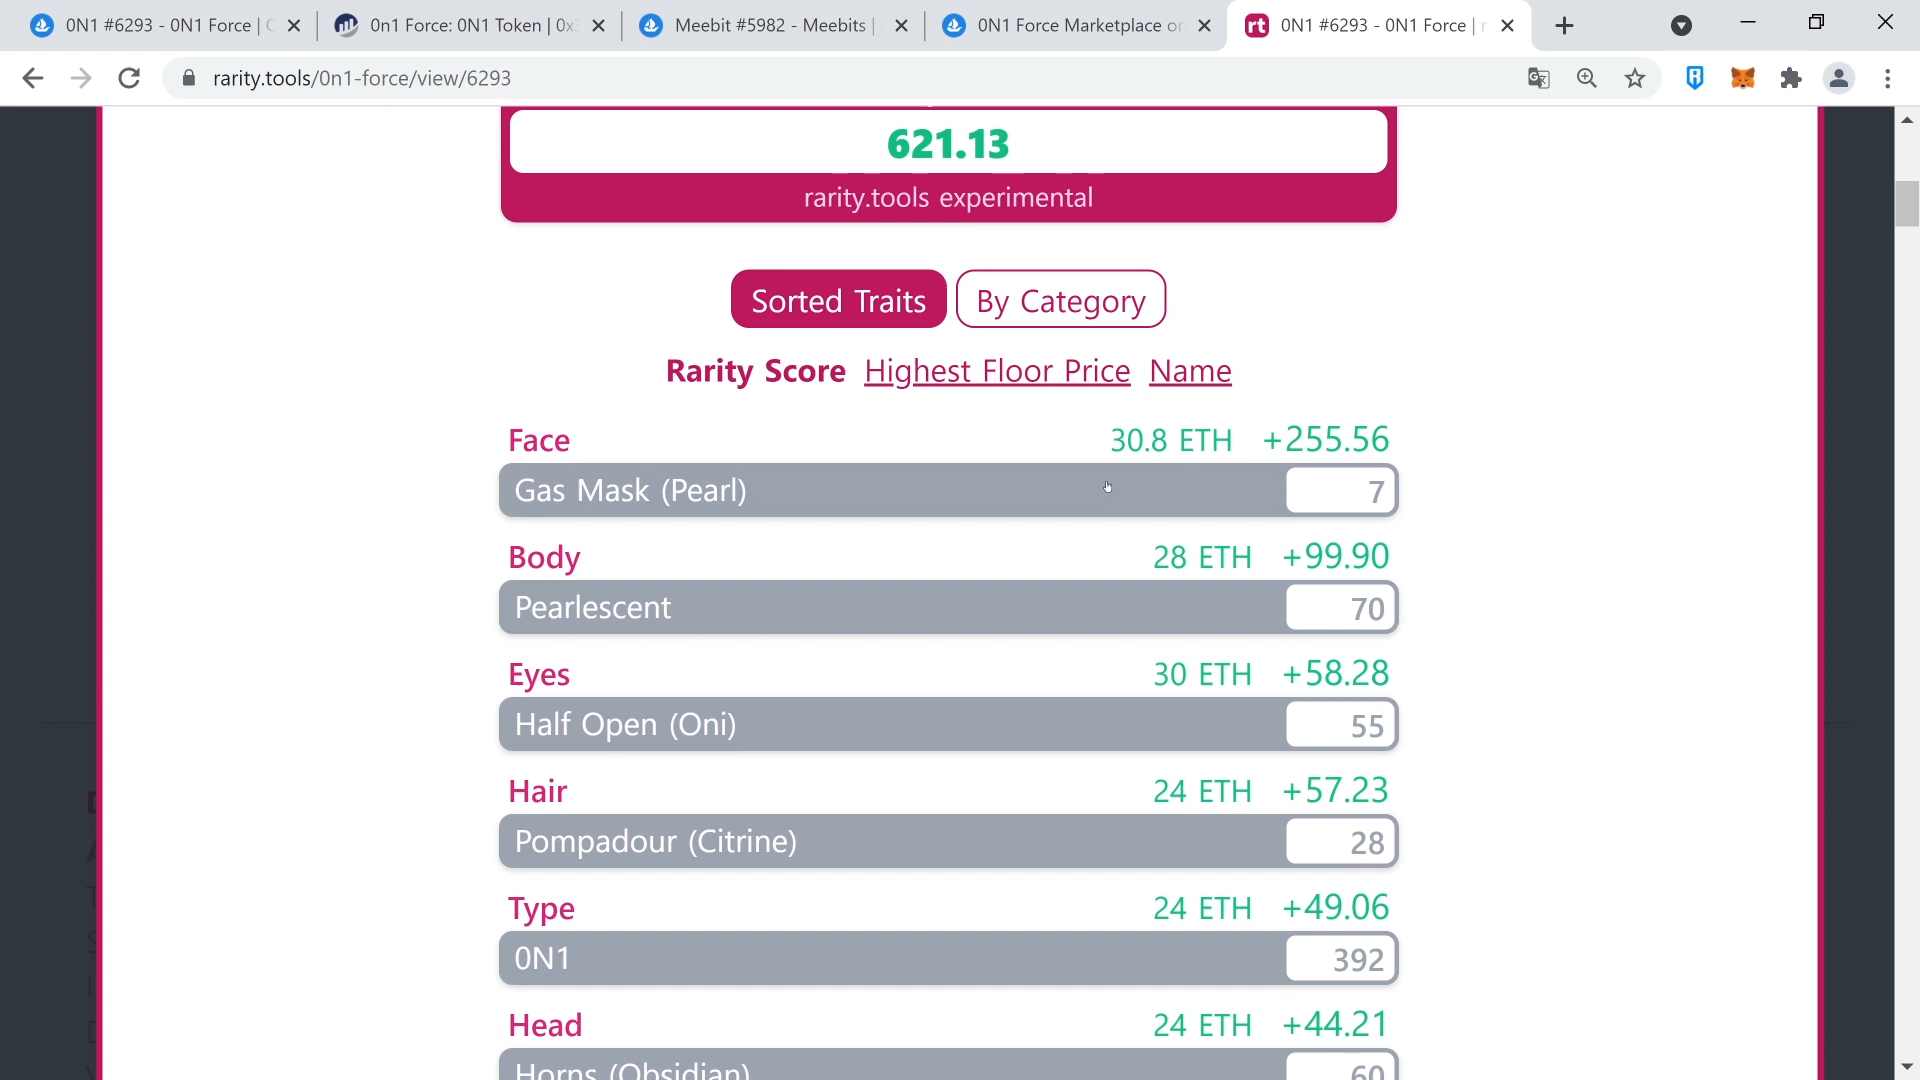 0N1 #6293 - 0N1 Force |
0n1 Force: 0N1 Token | 0x
Meebit #5982 - Meebits |
0N1 Force Marketplace on
0N1 #6293 - 0N1 Force |
rarity.tools/0n1-force/view/6293
621.13
rarity.tools experimental
Sorted Traits By Category
Rarity Score Highest Floor Price Name
Face 30.8 ETH +255.56
Gas Mask (Pearl) 7
Body 28 ETH +99.90
Pearlescent 70
Eyes 30 ETH +58.28
Half Open (Oni) 55
Hair 24 ETH +57.23
Pompadour (Citrine) 28
Type 24 ETH +49.06
0N1 392
Head 24 ETH +44.21
Horns (Obsidian) 60